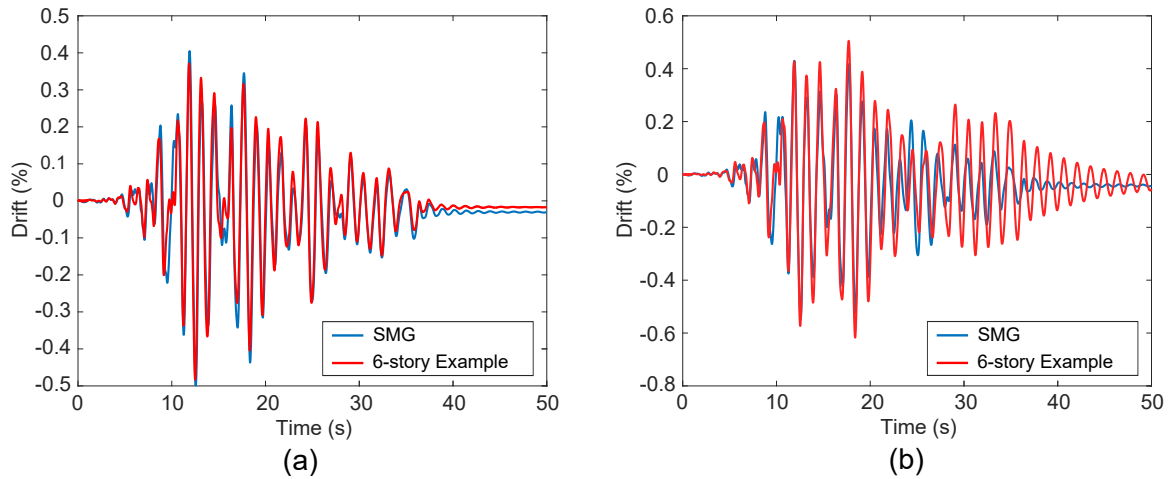 0.5
0.4
0.3
0.2
0.1
0
-0.1
-0.2
-0.3
-0.4
-0.5
Drift (%)
0 10 20 30 40 50
Time (s)
SMG
6-story Example
(a)
0.6
0.4
0.2
0
-0.2
-0.4
-0.6
-0.8
Drift (%)
0 10 20 30 40 50
Time (s)
SMG
6-story Example
(b)